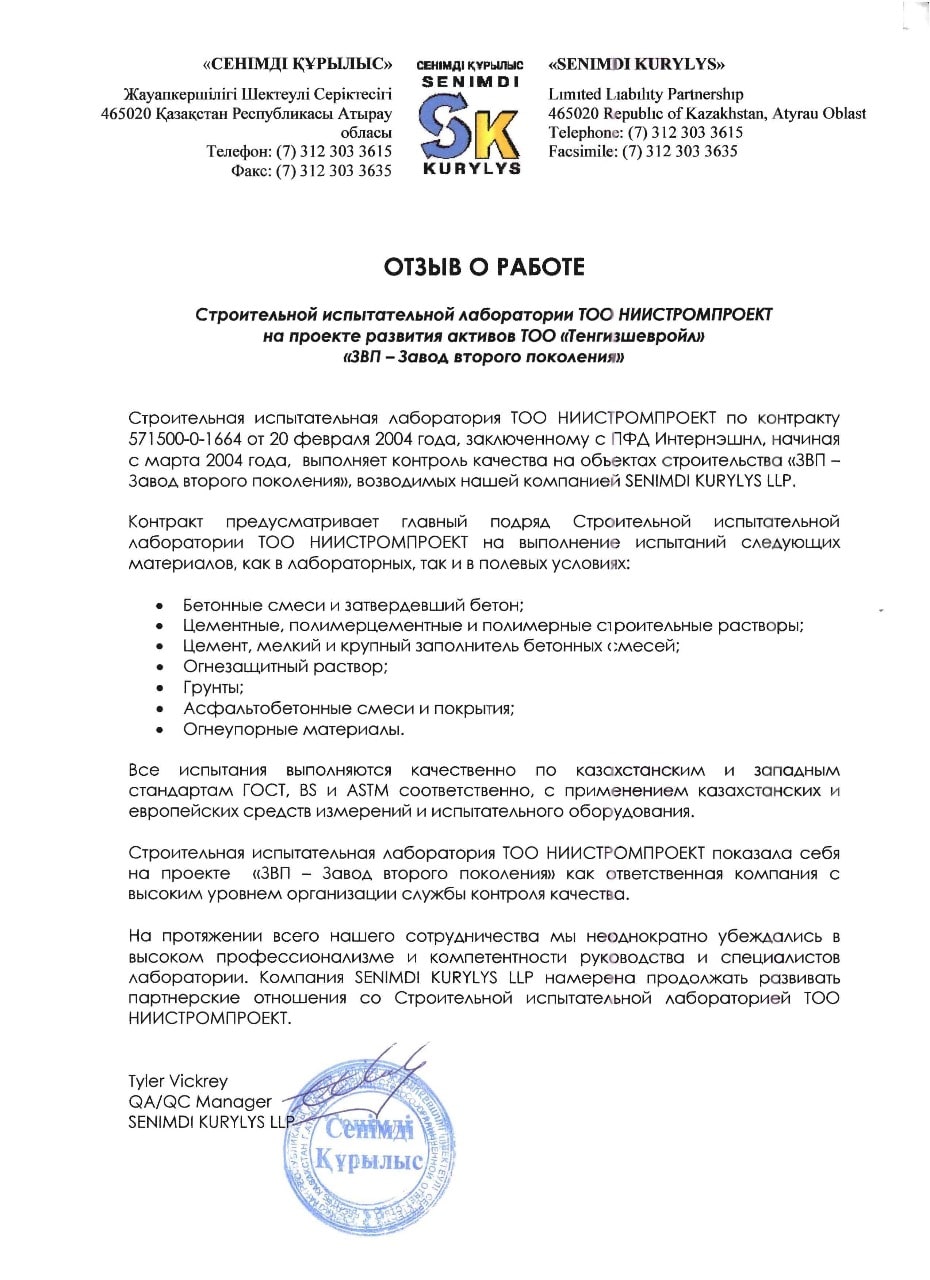 «СЕНІМДІ ҚҰРЫЛЫС»
Жауапкершілігі Шектеулі Серіктесігі
465020 Қазақстан Республикасы Атырау
обласы
Телефон: (7) 312 303 3615
Факс: (7) 312 303 3635
СЕНІМДІ ҚҰРЫЛЫС
SENIMDI
SK
KURYLYS
«SENIMDI KURYLYS»
Limited Liability Partnership
465020 Republic of Kazakhstan, Atyrau Oblast
Telephone: (7) 312 303 3615
Facsimile: (7) 312 303 3635
ОТЗЫВ О РАБОТЕ
Строительной испытательной лаборатории ТОО НИИСТРОМПРОЕКТ
на проекте развития активов ТОО «Тенгизшевройл»
«ЗВП – Завод второго поколения»
Строительная испытательная лаборатория ТОО НИИСТРОМПРОЕКТ по контракту
571500-0-1664 от 20 февраля 2004 года, заключенному с ПФД Интернэшнл, начиная
с марта 2004 года, выполняет контроль качества на объектах строительства «ЗВП –
Завод второго поколения», возводимых нашей компанией SENIMDI KURYLYS LLP.
Контракт предусматривает главный подряд Строительной испытательной
лаборатории ТОО НИИСТРОМПРОЕКТ на выполнение испытаний следующих
материалов, как в лабораторных, так и в полевых условиях:
• Бетонные смеси и затвердевший бетон;
• Цементные, полимерцементные и полимерные строительные растворы;
• Цемент, мелкий и крупный заполнитель бетонных смесей;
• Огнезащитный раствор;
• Грунты;
• Асфальтобетонные смеси и покрытия;
• Огнеупорные материалы.
Все испытания выполняются качественно по казахстанским и западным
стандартам ГОСТ, BS и ASTM соответственно, с применением казахстанских и
европейских средств измерений и испытательного оборудования.
Строительная испытательная лаборатория ТОО НИИСТРОМПРОЕКТ показала себя
на проекте «ЗВП – Завод второго поколения» как ответственная компания с
высоким уровнем организации службы контроля качества.
На протяжении всего нашего сотрудничества мы неоднократно убеждались в
высоком профессионализме и компетентности руководства и специалистов
лаборатории. Компания SENIMDI KURYLYS LLP намерена продолжать развивать
партнерские отношения со Строительной испытательной лабораторией ТОО
НИИСТРОМПРОЕКТ.
Tyler Vickrey
QA/QC Manager
SENIMDI KURYLYS LLP
Сенімді
Құрылыс